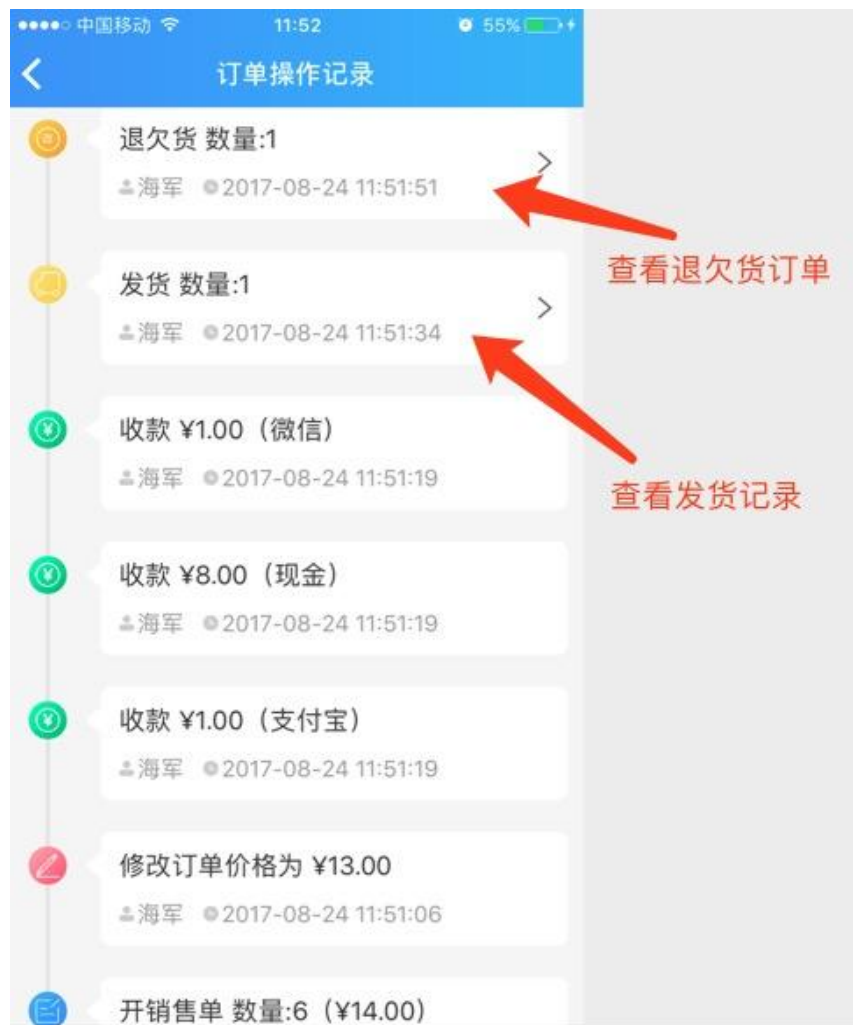 中国移动 11:52 55%
订单操作记录
退欠货 数量:1
海军 2017-08-24 11:51:51
查看退欠货订单
发货 数量:1
海军 2017-08-24 11:51:34
收款 ¥1.00（微信）
海军 2017-08-24 11:51:19
查看发货记录
收款 ¥8.00（现金）
海军 2017-08-24 11:51:19
收款 ¥1.00（支付宝）
海军 2017-08-24 11:51:19
修改订单价格为 ¥13.00
海军 2017-08-24 11:51:06
开销售单 数量:6（¥14.00）